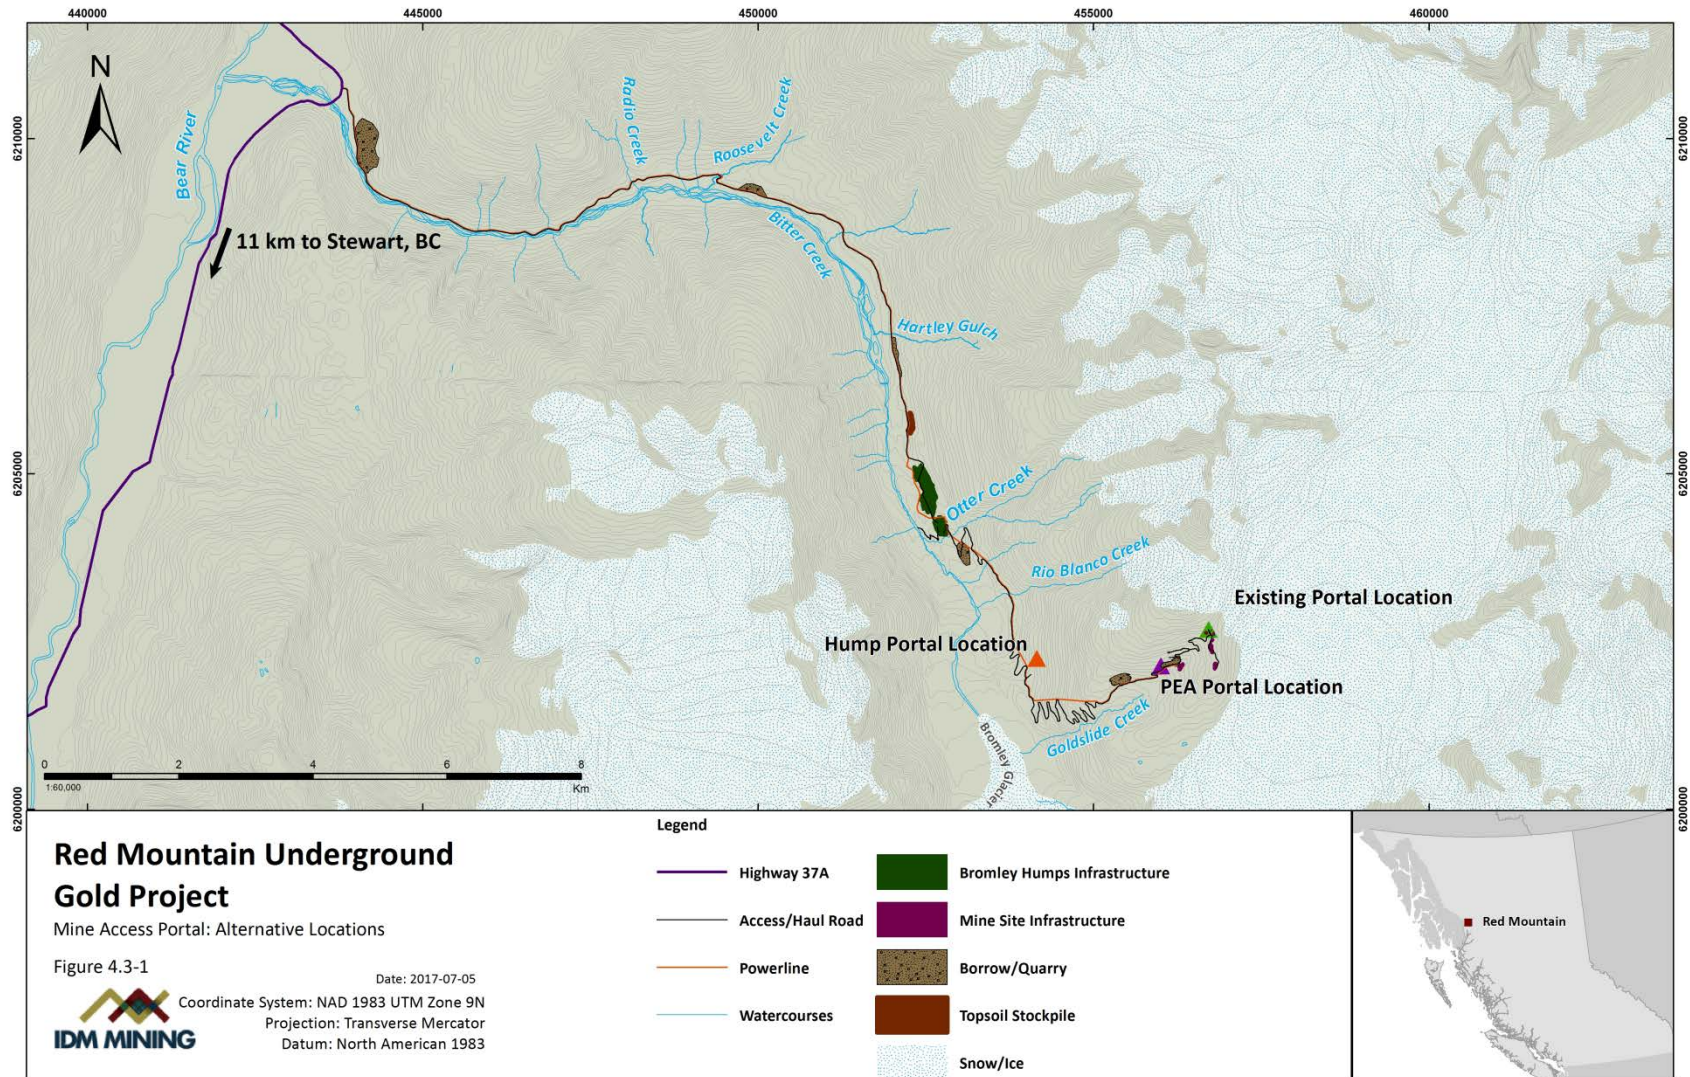 440000
445000
450000
455000
460000
N
6210000
6210000
Bear River
Radio Creek
Roosevelt Creek
Bitter Creek
11 km to Stewart, BC
Hartley Gulch
6205000
6205000
Otter Creek
Rio Blanco Creek
Existing Portal Location
Hump Portal Location
PEA Portal Location
Goldslide Creek
Bromley Glacier
0
2
4
6
8
1:60,000
Km
6200000
6200000
Red Mountain Underground
Gold Project
Mine Access Portal: Alternative Locations
Figure 4.3-1
Date: 2017-07-05
Coordinate System: NAD 1983 UTM Zone 9N
Projection: Transverse Mercator
Datum: North American 1983
IDM MINING
Legend
Highway 37A
Access/Haul Road
Powerline
Watercourses
Bromley Humps Infrastructure
Mine Site Infrastructure
Borrow/Quarry
Topsoil Stockpile
Snow/Ice
Red Mountain